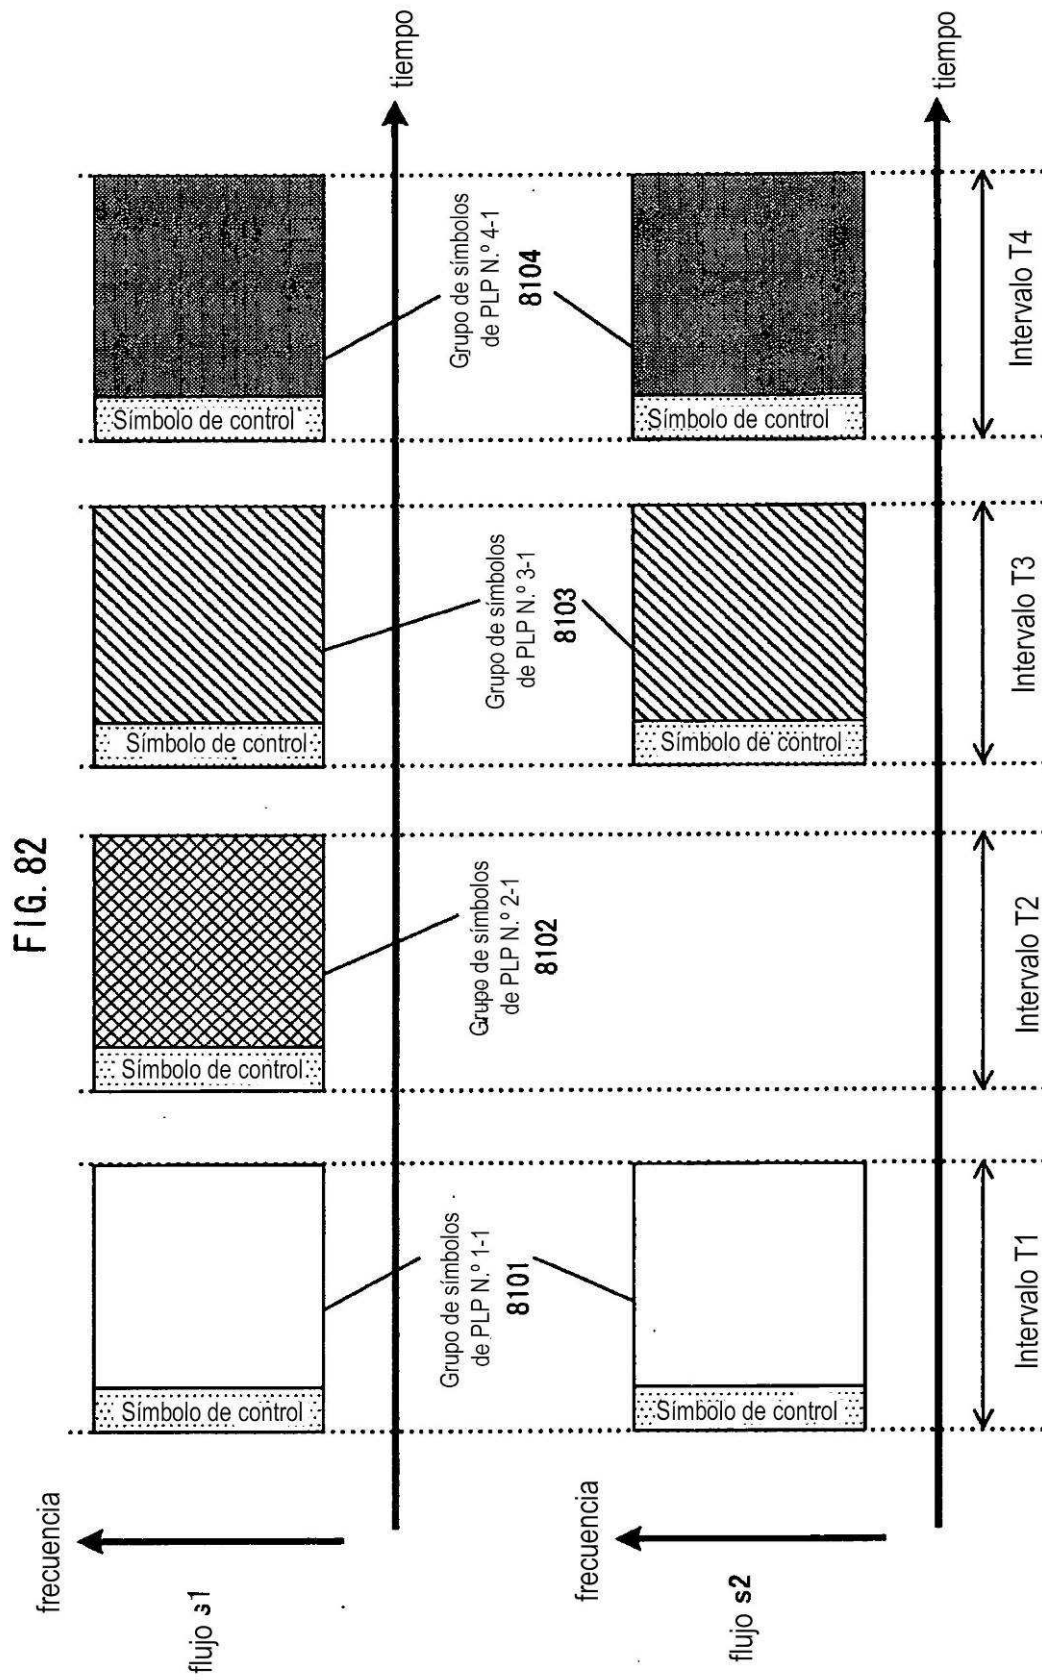 FIG. 82
frecuencia
flujo s1
Símbolo de control
Símbolo de control
Símbolo de control
Símbolo de control
tiempo
Grupo de símbolos
de PLP N.º 1-1
8101
Grupo de símbolos
de PLP N.º 2-1
8102
Grupo de símbolos
de PLP N.º 3-1
8103
Grupo de símbolos
de PLP N.º 4-1
8104
frecuencia
flujo s2
Símbolo de control
Símbolo de control
Símbolo de control
tiempo
Intervalo T1
Intervalo T2
Intervalo T3
Intervalo T4